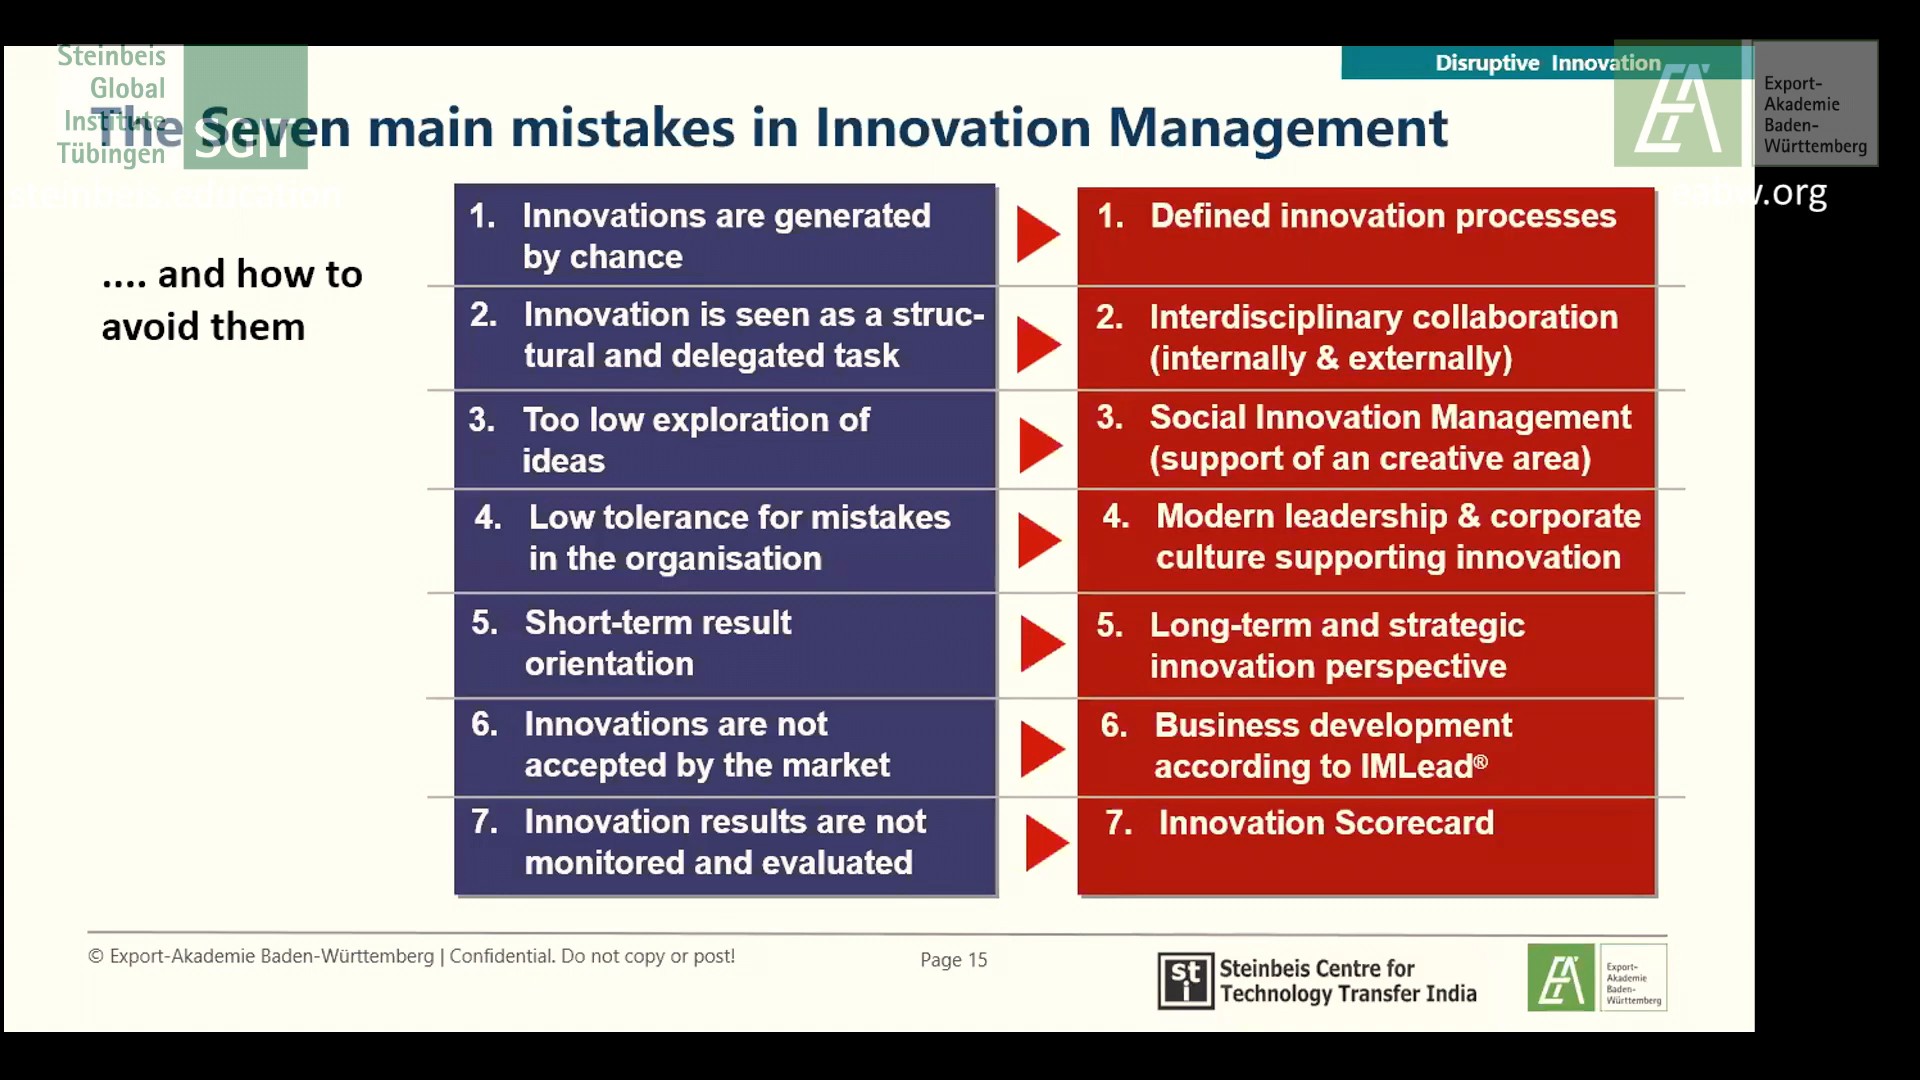 Steinbeis
Global
Institute
Tübingen
SGIT
steinbeis.education
Disruptive Innovation
Export-
Akademie
Baden-
Württemberg
eabw.org
The Seven main mistakes in Innovation Management
.... and how to
avoid them
1. Innovations are generated
by chance
1. Defined innovation processes
2. Innovation is seen as a struc-
tural and delegated task
2. Interdisciplinary collaboration
(internally & externally)
3. Too low exploration of
ideas
3. Social Innovation Management
(support of an creative area)
4. Low tolerance for mistakes
in the organisation
4. Modern leadership & corporate
culture supporting innovation
5. Short-term result
orientation
5. Long-term and strategic
innovation perspective
6. Innovations are not
accepted by the market
6. Business development
according to IMLead®
7. Innovation results are not
monitored and evaluated
7. Innovation Scorecard
© Export-Akademie Baden-Württemberg | Confidential. Do not copy or post!
Page 15
sti
Steinbeis Centre for
Technology Transfer India
Export-
Akademie
Baden-
Württemberg